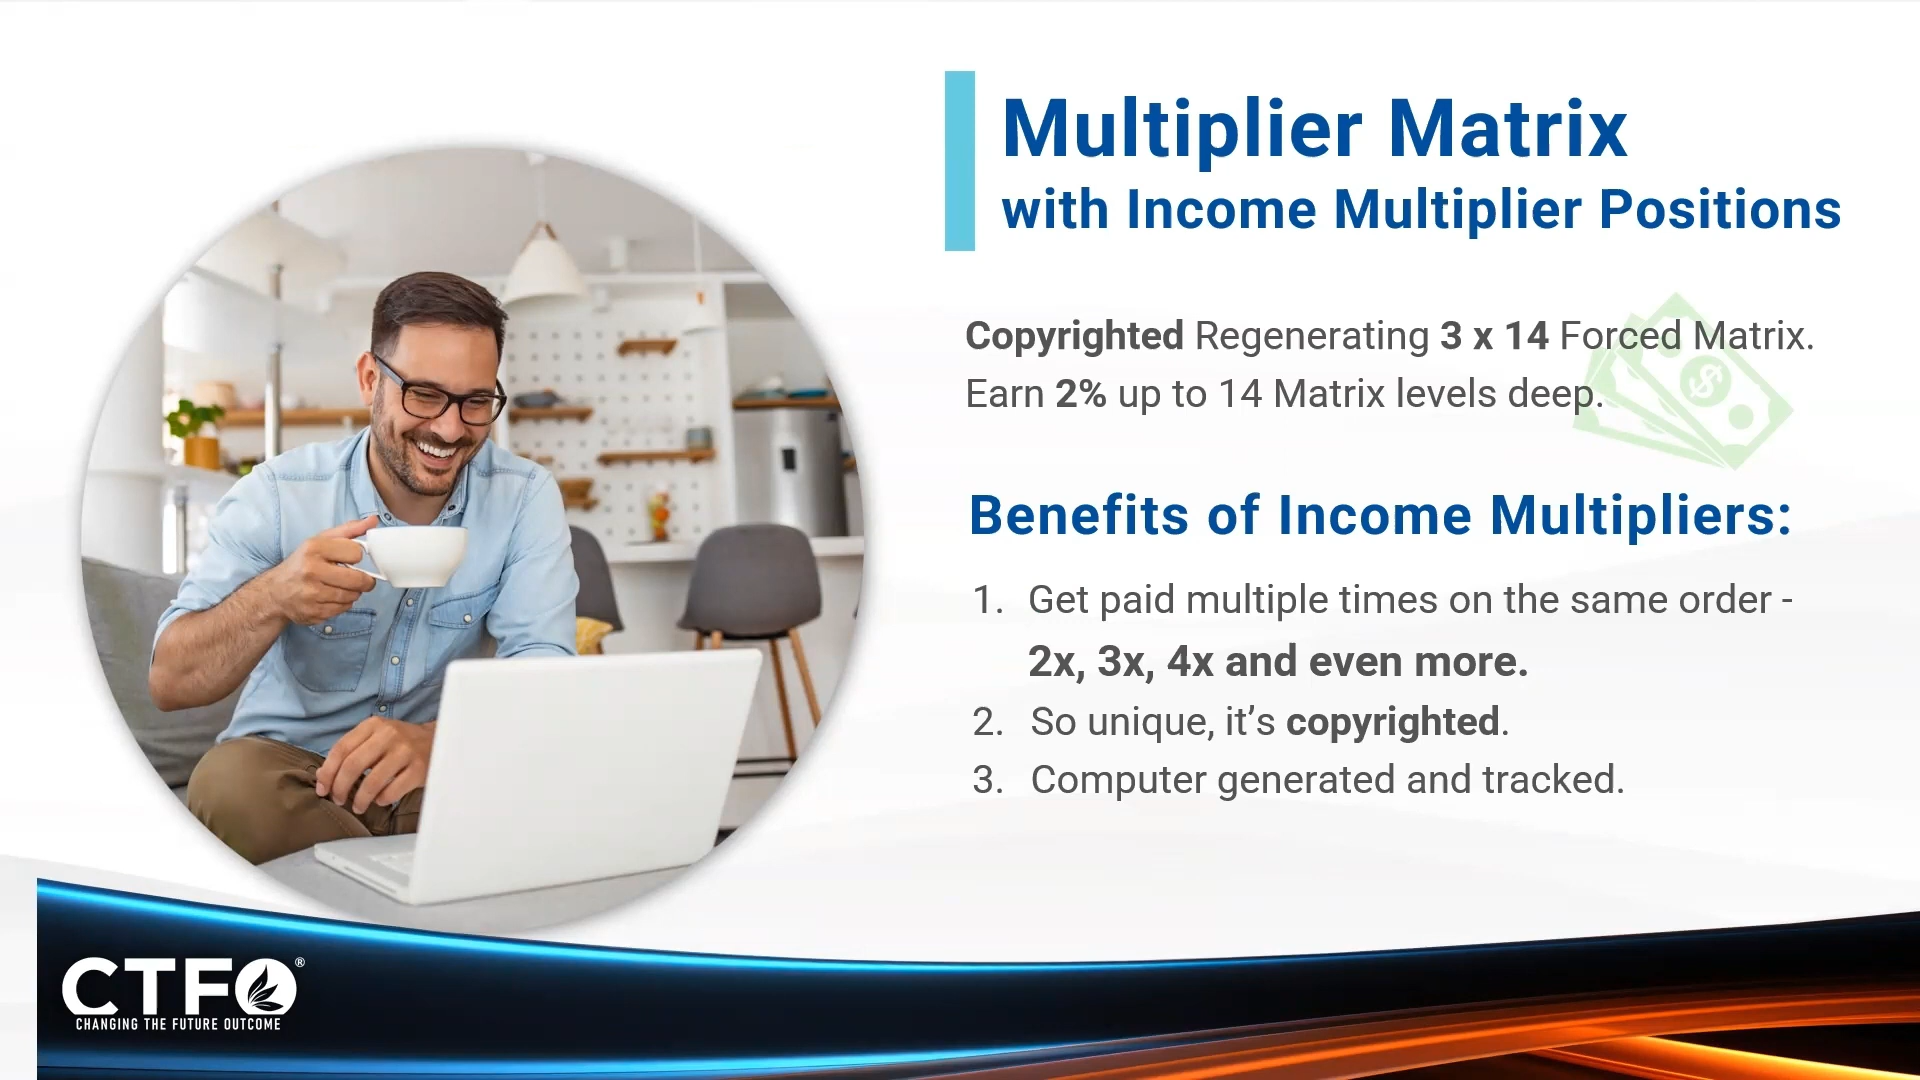 Multiplier Matrix
with Income Multiplier Positions
Copyrighted Regenerating 3 x 14 Forced Matrix.
Earn 2% up to 14 Matrix levels deep.
Benefits of Income Multipliers:
1. Get paid multiple times on the same order -
2x, 3x, 4x and even more.
2. So unique, it’s copyrighted.
3. Computer generated and tracked.
CTFO®
CHANGING THE FUTURE OUTCOME